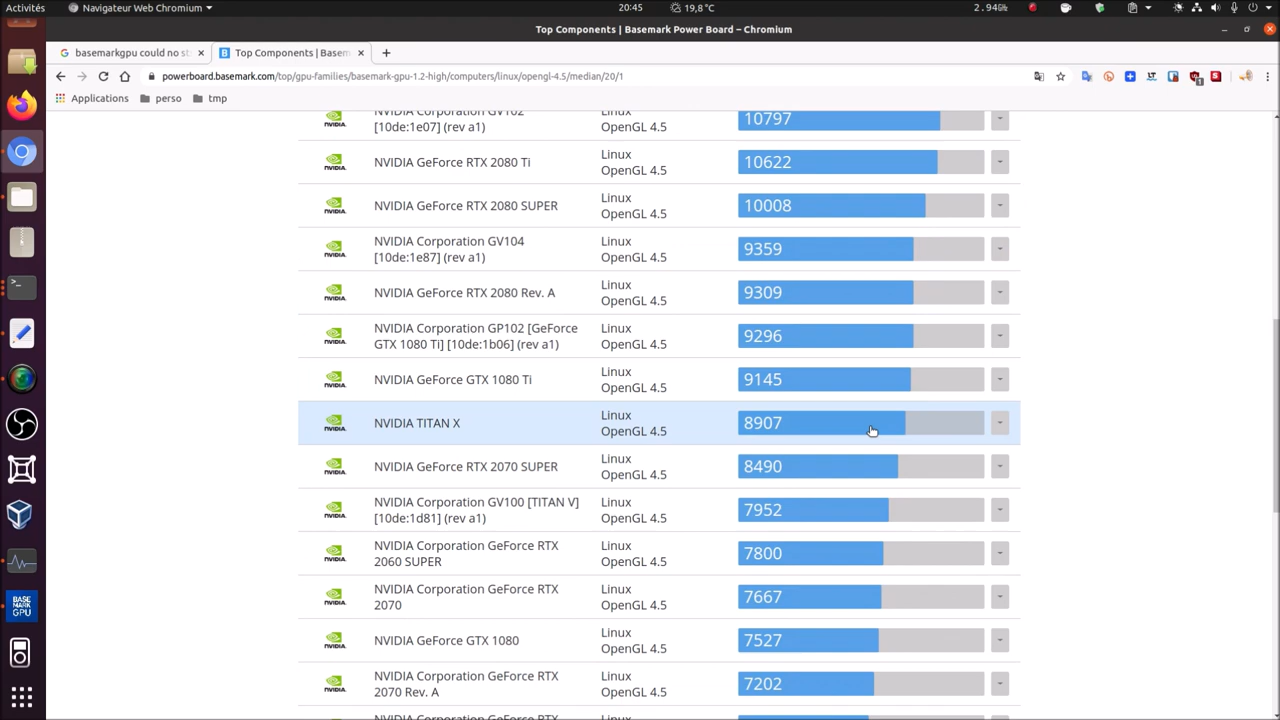 Activités
Navigateur Web Chromium
20:45
19,8 °C
2.94%
Top Components | Basemark Power Board – Chromium
basemarkgpu could no st
Top Components | Basem
powerboard.basemark.com/top/gpu-families/basemark-gpu-1.2-high/computers/linux/opengl-4.5/median/20/1
Applications
perso
tmp
NVIDIA Corporation GV102
[10de:1e07] (rev a1)
Linux
OpenGL 4.5
10797
NVIDIA GeForce RTX 2080 Ti
Linux
OpenGL 4.5
10622
NVIDIA GeForce RTX 2080 SUPER
Linux
OpenGL 4.5
10008
NVIDIA Corporation GV104
[10de:1e87] (rev a1)
Linux
OpenGL 4.5
9359
NVIDIA GeForce RTX 2080 Rev. A
Linux
OpenGL 4.5
9309
NVIDIA Corporation GP102 [GeForce
GTX 1080 Ti] [10de:1b06] (rev a1)
Linux
OpenGL 4.5
9296
NVIDIA GeForce GTX 1080 Ti
Linux
OpenGL 4.5
9145
NVIDIA TITAN X
Linux
OpenGL 4.5
8907
NVIDIA GeForce RTX 2070 SUPER
Linux
OpenGL 4.5
8490
NVIDIA Corporation GV100 [TITAN V]
[10de:1d81] (rev a1)
Linux
OpenGL 4.5
7952
NVIDIA Corporation GeForce RTX
2060 SUPER
Linux
OpenGL 4.5
7800
NVIDIA Corporation GeForce RTX
2070
Linux
OpenGL 4.5
7667
NVIDIA GeForce GTX 1080
Linux
OpenGL 4.5
7527
NVIDIA Corporation GeForce RTX
2070 Rev. A
Linux
OpenGL 4.5
7202
NVIDIA Corporation GeForce RTX
Linux
BASE
MARK
GPU